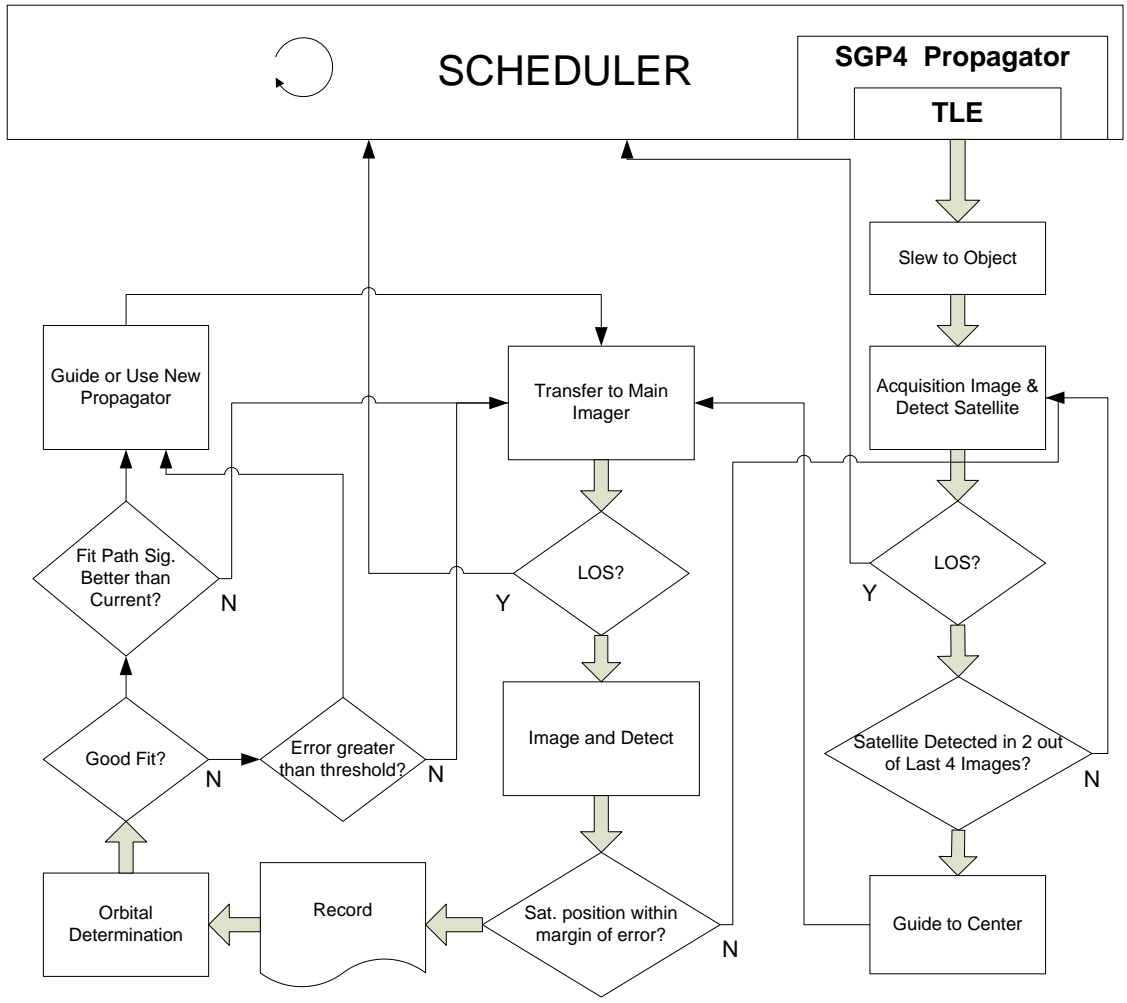 SCHEDULER
SGP4 Propagator
TLE
Slew to Object
Guide or Use New
Propagator
Transfer to Main
Imager
Acquisition Image &
Detect Satellite
Fit Path Sig.
Better than
Current?
N
LOS?
Y
LOS?
Y
Good Fit?
N
Error greater
than threshold?
N
Image and Detect
Satellite Detected in 2 out
of Last 4 Images?
N
Orbital
Determination
Record
Sat. position within
margin of error?
N
Guide to Center